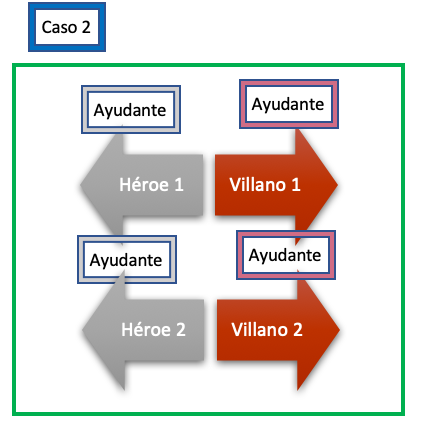 Caso 2
Ayudante
Ayudante
Héroe 1
Villano 1
Ayudante
Ayudante
Héroe 2
Villano 2